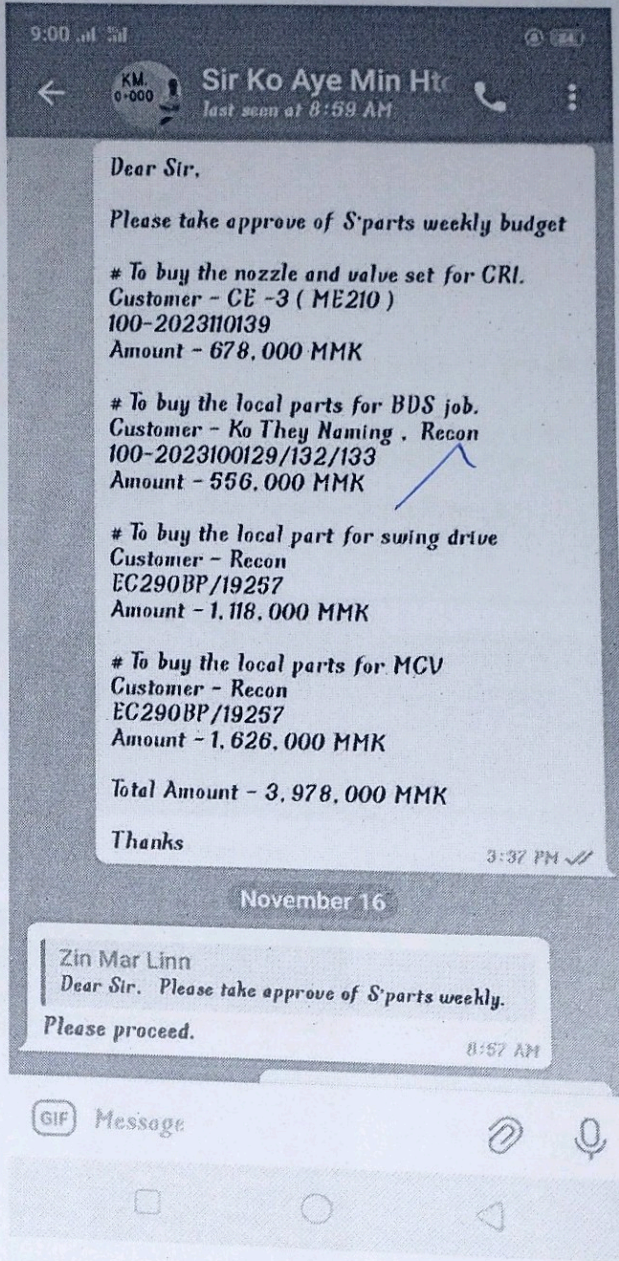 9:00
KM.
0-000
Sir Ko Aye Min Hto
last seen at 8:59 AM
Dear Sir,
Please take approve of S'parts weekly budget
# To buy the nozzle and valve set for CRI.
Customer - CE -3 ( ME210 )
100-2023110139
Amount - 678,000 MMK
# To buy the local parts for BDS job.
Customer - Ko They Naming , Recon
100-2023100129/132/133
Amount - 556,000 MMK
# To buy the local part for swing drive
Customer - Recon
EC290BP/19257
Amount - 1,118,000 MMK
# To buy the local parts for MCV
Customer - Recon
EC290BP/19257
Amount - 1,626,000 MMK
Total Amount - 3,978,000 MMK
Thanks
3:37 PM
November 16
Zin Mar Linn
Dear Sir, Please take approve of S'parts weekly.
Please proceed.
8:57 AM
GIF Message